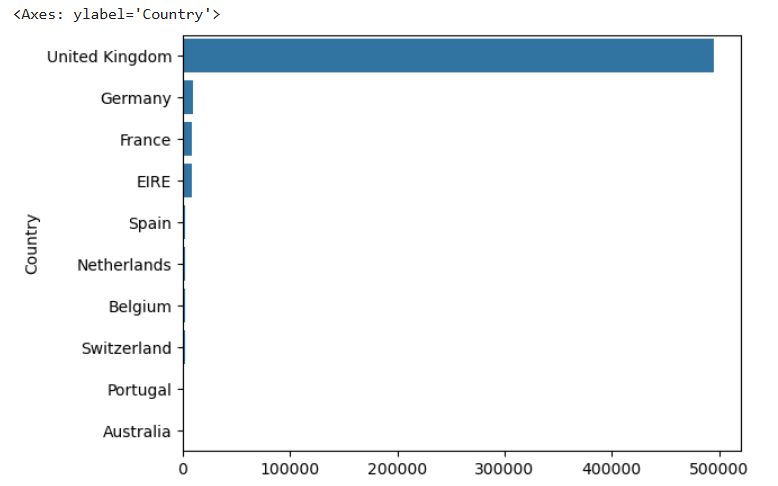 <Axes: ylabel='Country'>
United Kingdom
Germany
France
EIRE
Spain
Netherlands
Belgium
Switzerland
Portugal
Australia
Country
0 100000 200000 300000 400000 500000